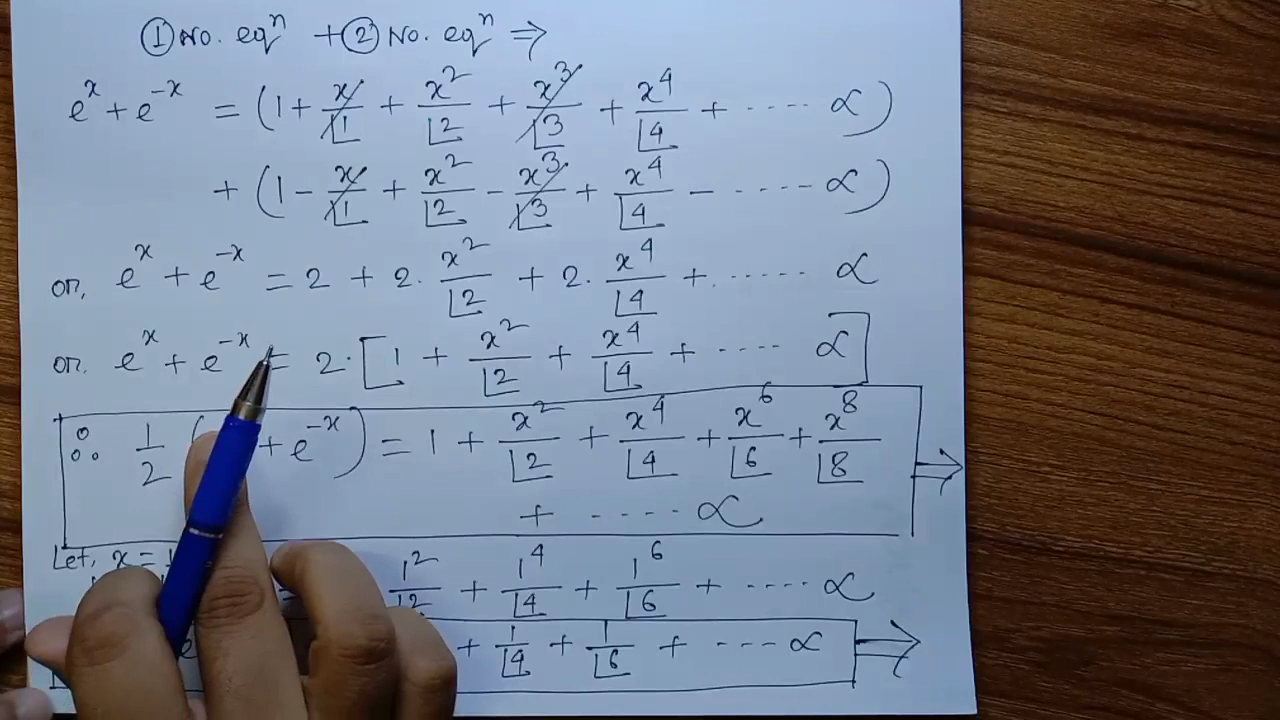 ① No. eqⁿ + ② No. eqⁿ ⇒
eˣ + e⁻ˣ = (1 + x/⌊1 + x²/⌊2 + x³/⌊3 + x⁴/⌊4 + ····· ∝)
+ (1 - x/⌊1 + x²/⌊2 - x³/⌊3 + x⁴/⌊4 - ······ ∝)
or, eˣ + e⁻ˣ = 2 + 2. x²/⌊2 + 2. x⁴/⌊4 + ······ ∝
or, eˣ + e⁻ˣ = 2·[1 + x²/⌊2 + x⁴/⌊4 + ····· ∝]
∴ 1/2 ( + e⁻ˣ) = 1 + x²/⌊2 + x⁴/⌊4 + x⁶/⌊6 + x⁸/⌊8 ⇒
+ ····· ∝
Let, x =
1²/⌊2 + 1⁴/⌊4 + 1⁶/⌊6 + ····· ∝
+ 1/⌊4 + 1/⌊6 + ···· ∝ ⇒